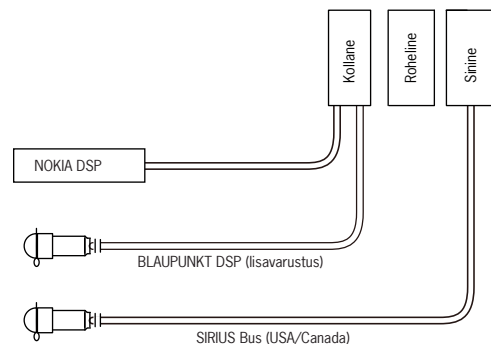 Kollane
Roheline
Sinine
NOKIA DSP
BLAUPUNKT DSP (lisavarustus)
SIRIUS Bus (USA/Canada)